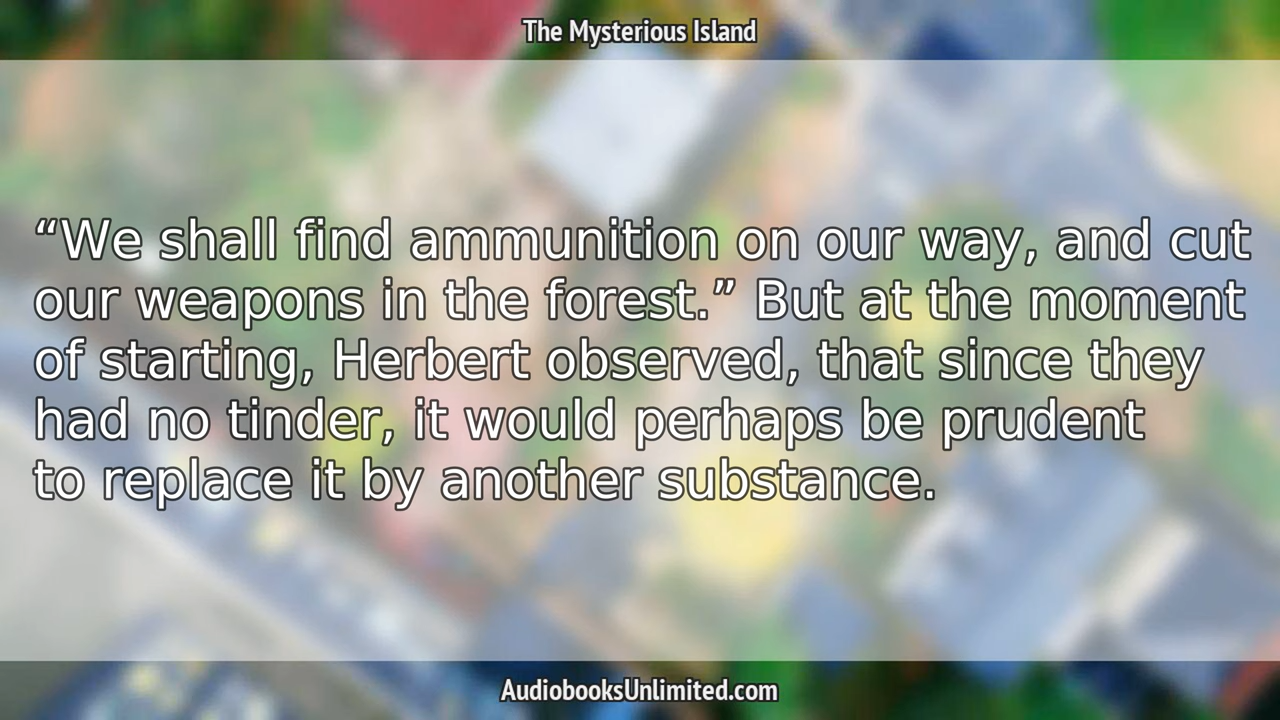 The Mysterious Island
“We shall find ammunition on our way, and cut
our weapons in the forest.” But at the moment
of starting, Herbert observed, that since they
had no tinder, it would perhaps be prudent
to replace it by another substance.
AudiobooksUnlimited.com